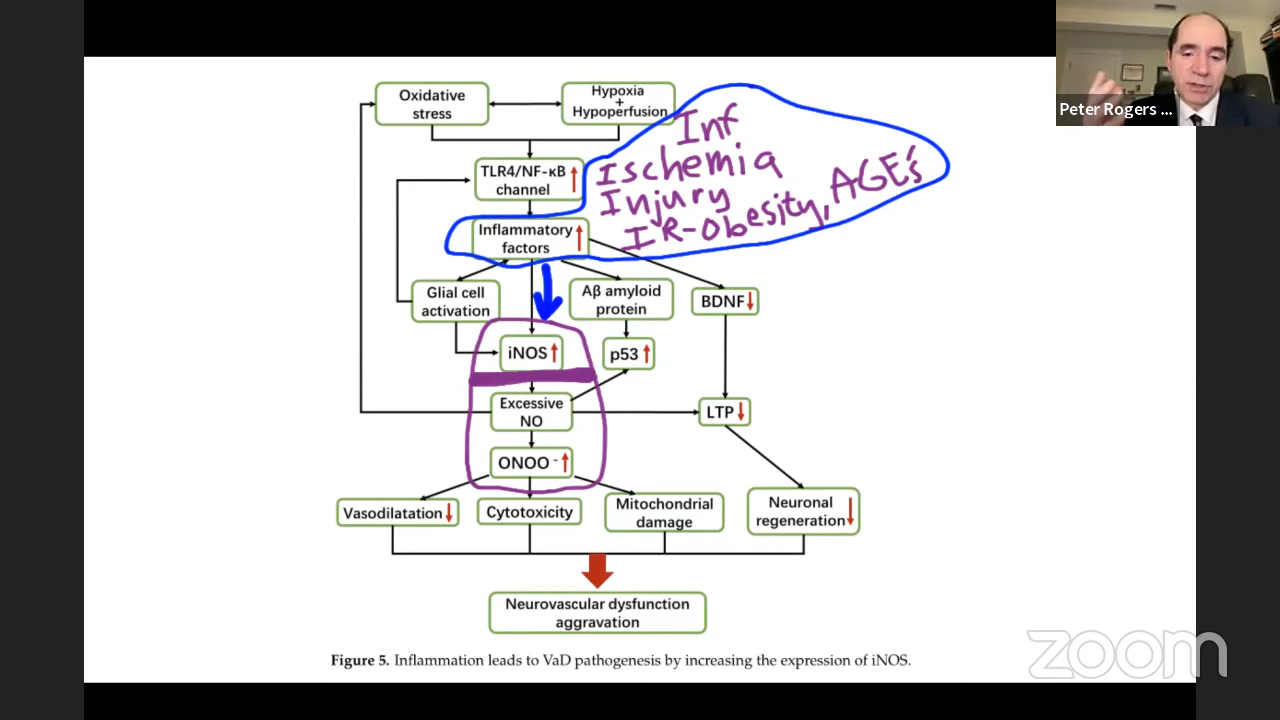 Oxidative
stress
Hypoxia
+
Hypoperfusion
Inf
Ischemia
Injury
IR-Obesity, AGE's
TLR4/NF-κB
channel
Inflammatory
factors
Glial cell
activation
Aβ amyloid
protein
BDNF
iNOS
p53
Excessive
NO
LTP
ONOO -
Vasodilatation
Cytotoxicity
Mitochondrial
damage
Neuronal
regeneration
Neurovascular dysfunction
aggravation
Figure 5. Inflammation leads to VaD pathogenesis by increasing the expression of iNOS.
Peter Rogers ...
zoom